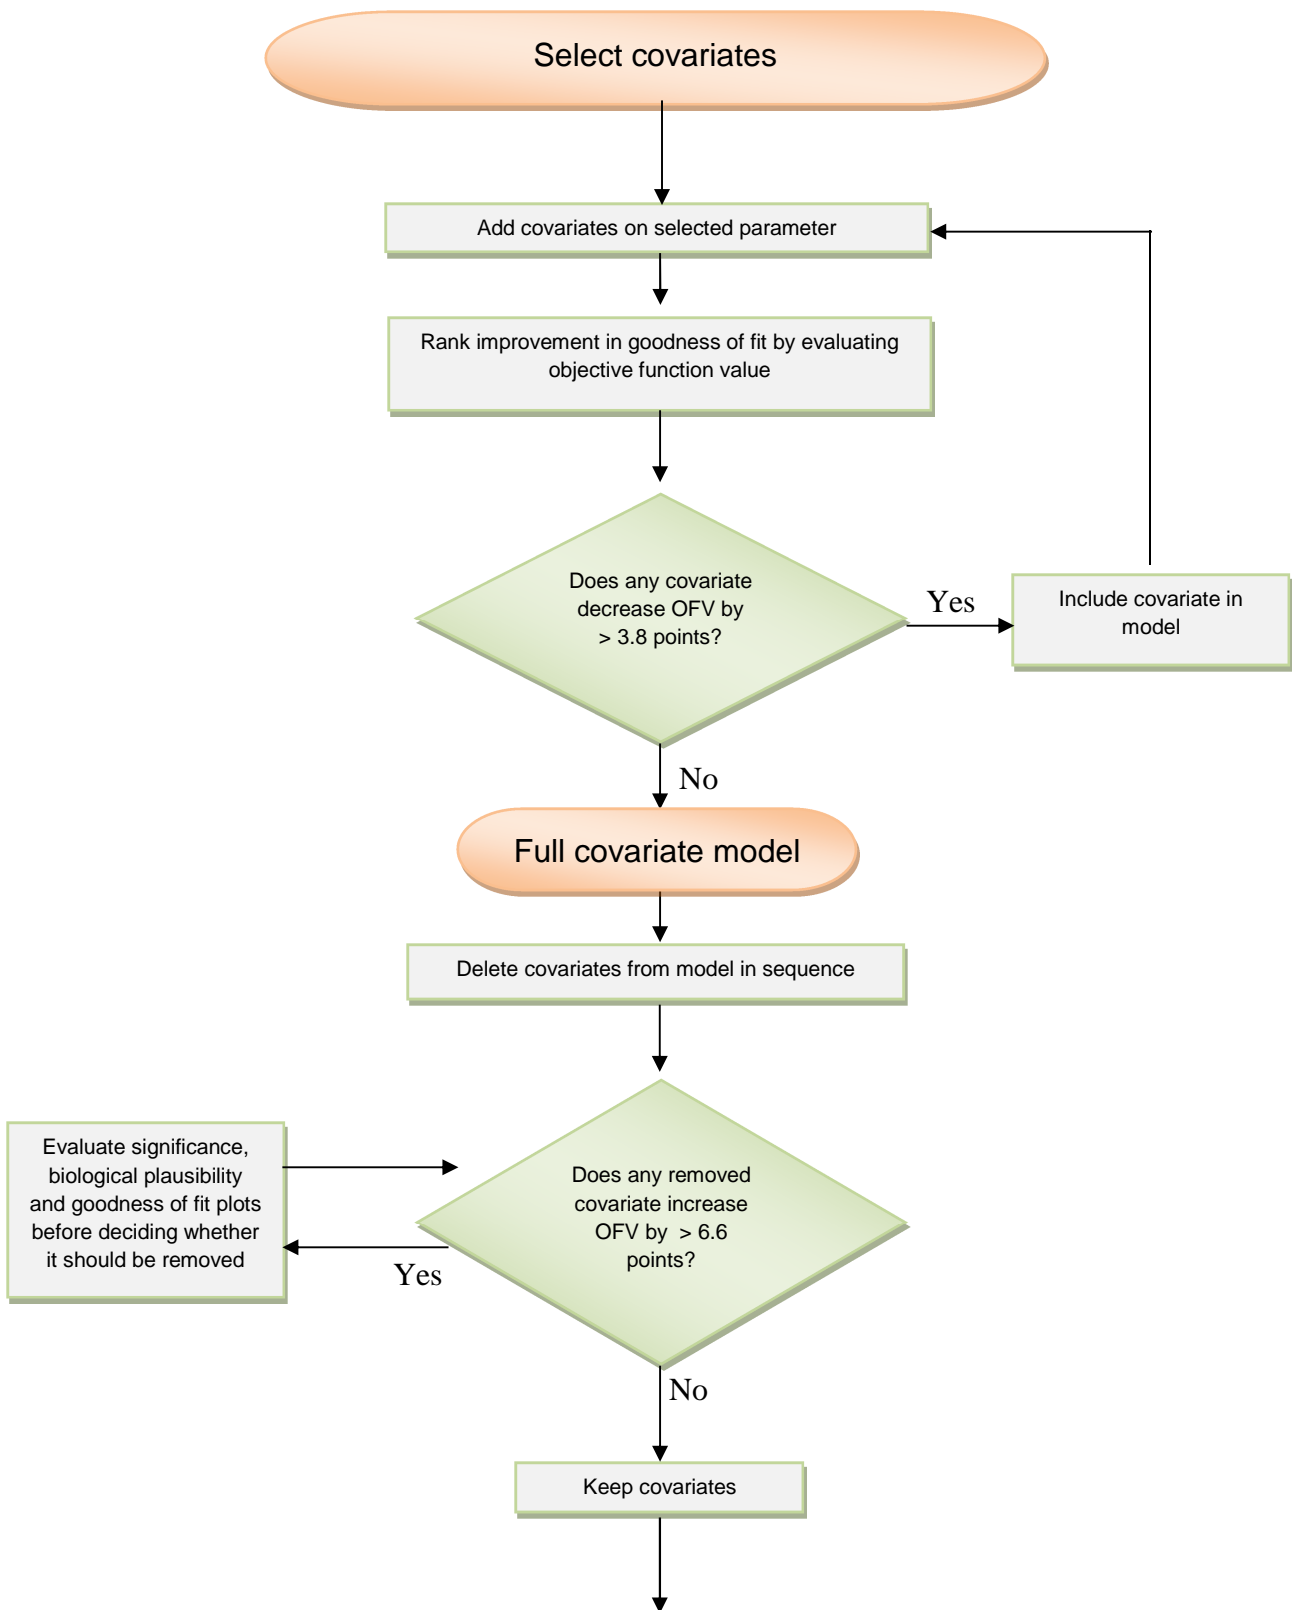 Select covariates
Add covariates on selected parameter
Rank improvement in goodness of fit by evaluating
objective function value
Does any covariate
decrease OFV by
> 3.8 points?
Yes
Include covariate in
model
No
Full covariate model
Delete covariates from model in sequence
Evaluate significance,
biological plausibility
and goodness of fit plots
before deciding whether
it should be removed
Does any removed
covariate increase
OFV by > 6.6
points?
Yes
No
Keep covariates